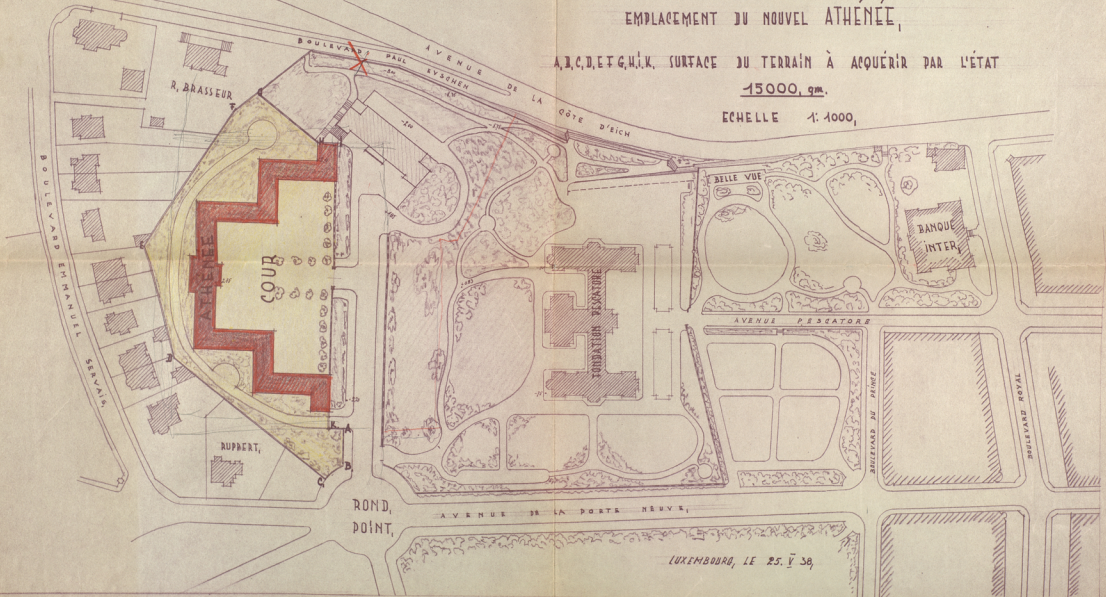 EMPLACEMENT DU NOUVEL ATHÉNÉE,
A,B,C,D,E,F,G,H,i,K, SURFACE DU TERRAIN À ACQUÉRIR PAR L'ÉTAT
15000, qm.
ECHELLE 1:1000,
BOULEVARD PAUL EYSCHEN
AVENUE DE LA CÔTE D'EICH
R, BRASSEUR
F
G
H
BOULEVARD EMMANUEL SERVAIS,
ATHÉNÉE
COUR
E
D
K
A
B
C
RUPPERT,
FONDATION PESCATORE
BELLE VUE
BANQUE
INTER,
AVENUE PESCATORE
BOULEVARD DU PRINCE
BOULEVARD ROYAL
ROND,
POINT,
AVENUE DE LA PORTE NEUVE,
LUXEMBOURG, LE 25. V 38,